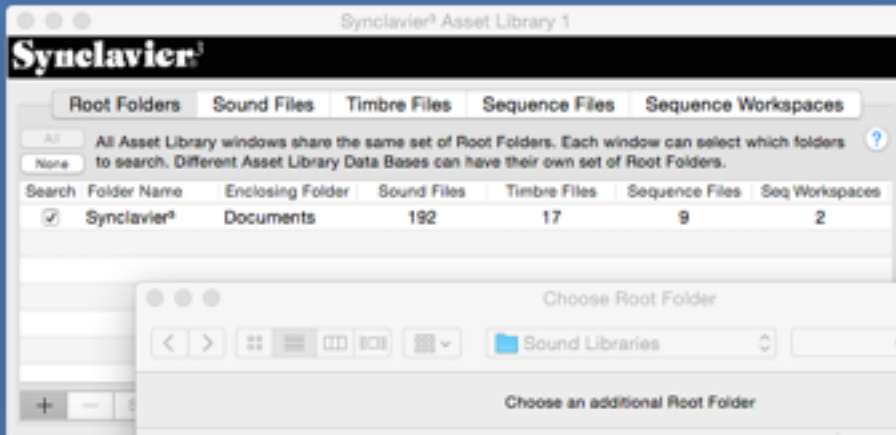 Synclavier³ Asset Library 1
Synclavier³
Root Folders Sound Files Timbre Files Sequence Files Sequence Workspaces
All All Asset Library windows share the same set of Root Folders. Each window can select which folders ?
None to search. Different Asset Library Data Bases can have their own set of Root Folders.
Search Folder Name Enclosing Folder Sound Files Timbre Files Sequence Files Seq Workspaces
Synclavier³ Documents 192 17 9 2
Choose Root Folder
Sound Libraries
+ −
Choose an additional Root Folder